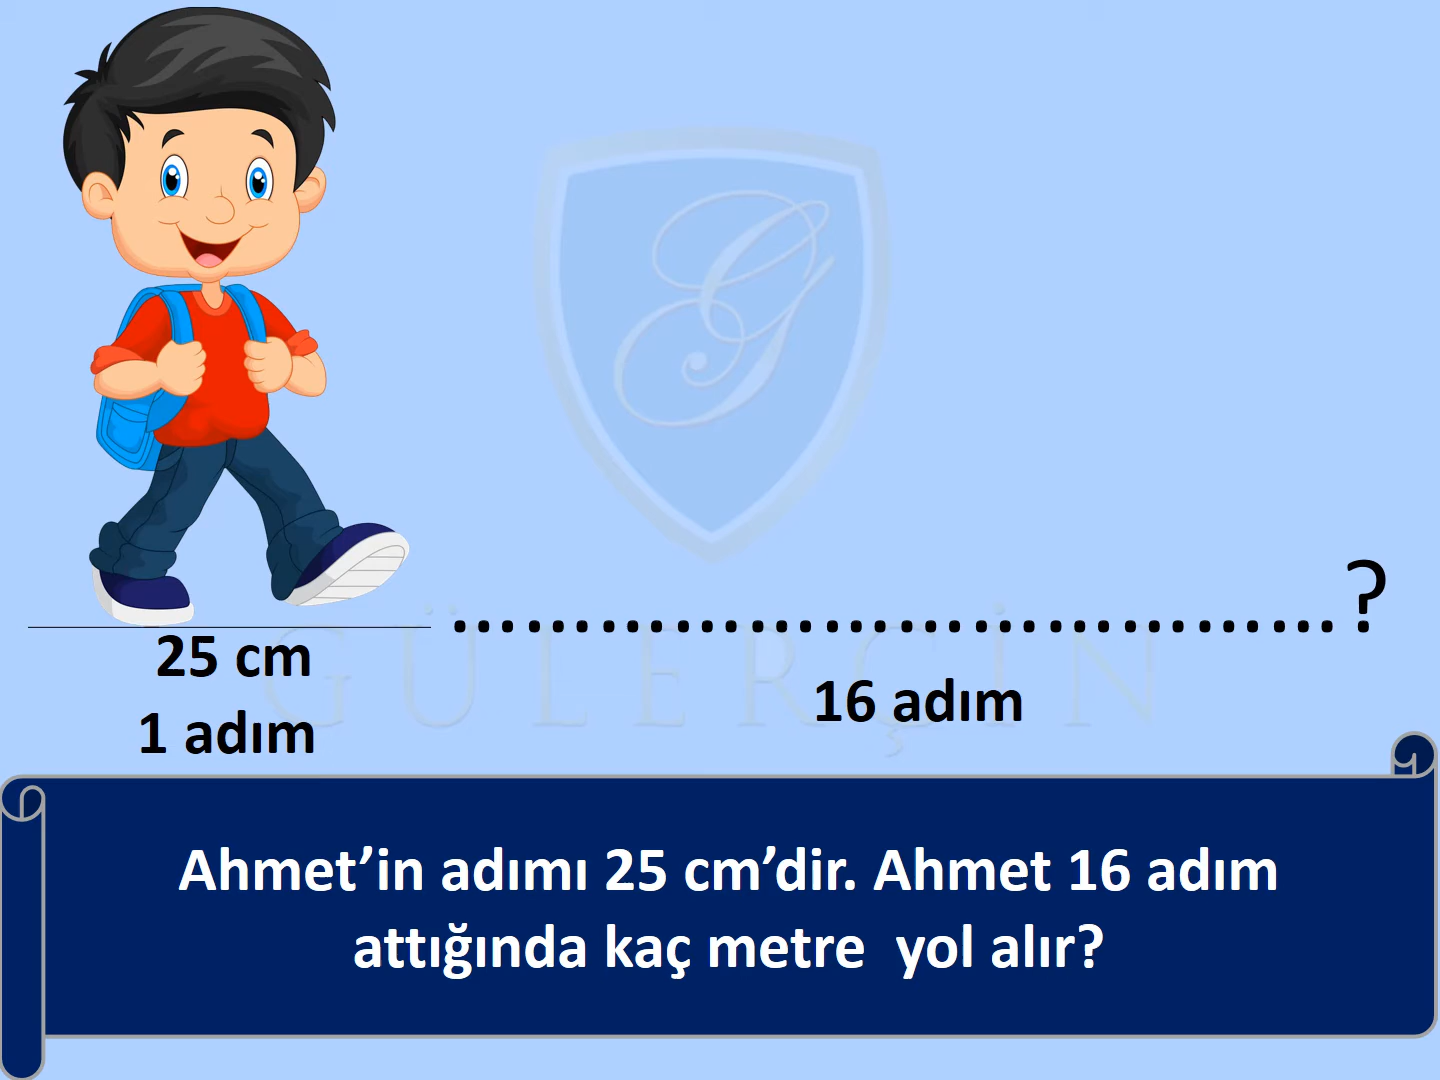 G
GÜLERÇİN
?
25 cm
16 adım
1 adım
Ahmet’in adımı 25 cm’dir. Ahmet 16 adım
attığında kaç metre yol alır?